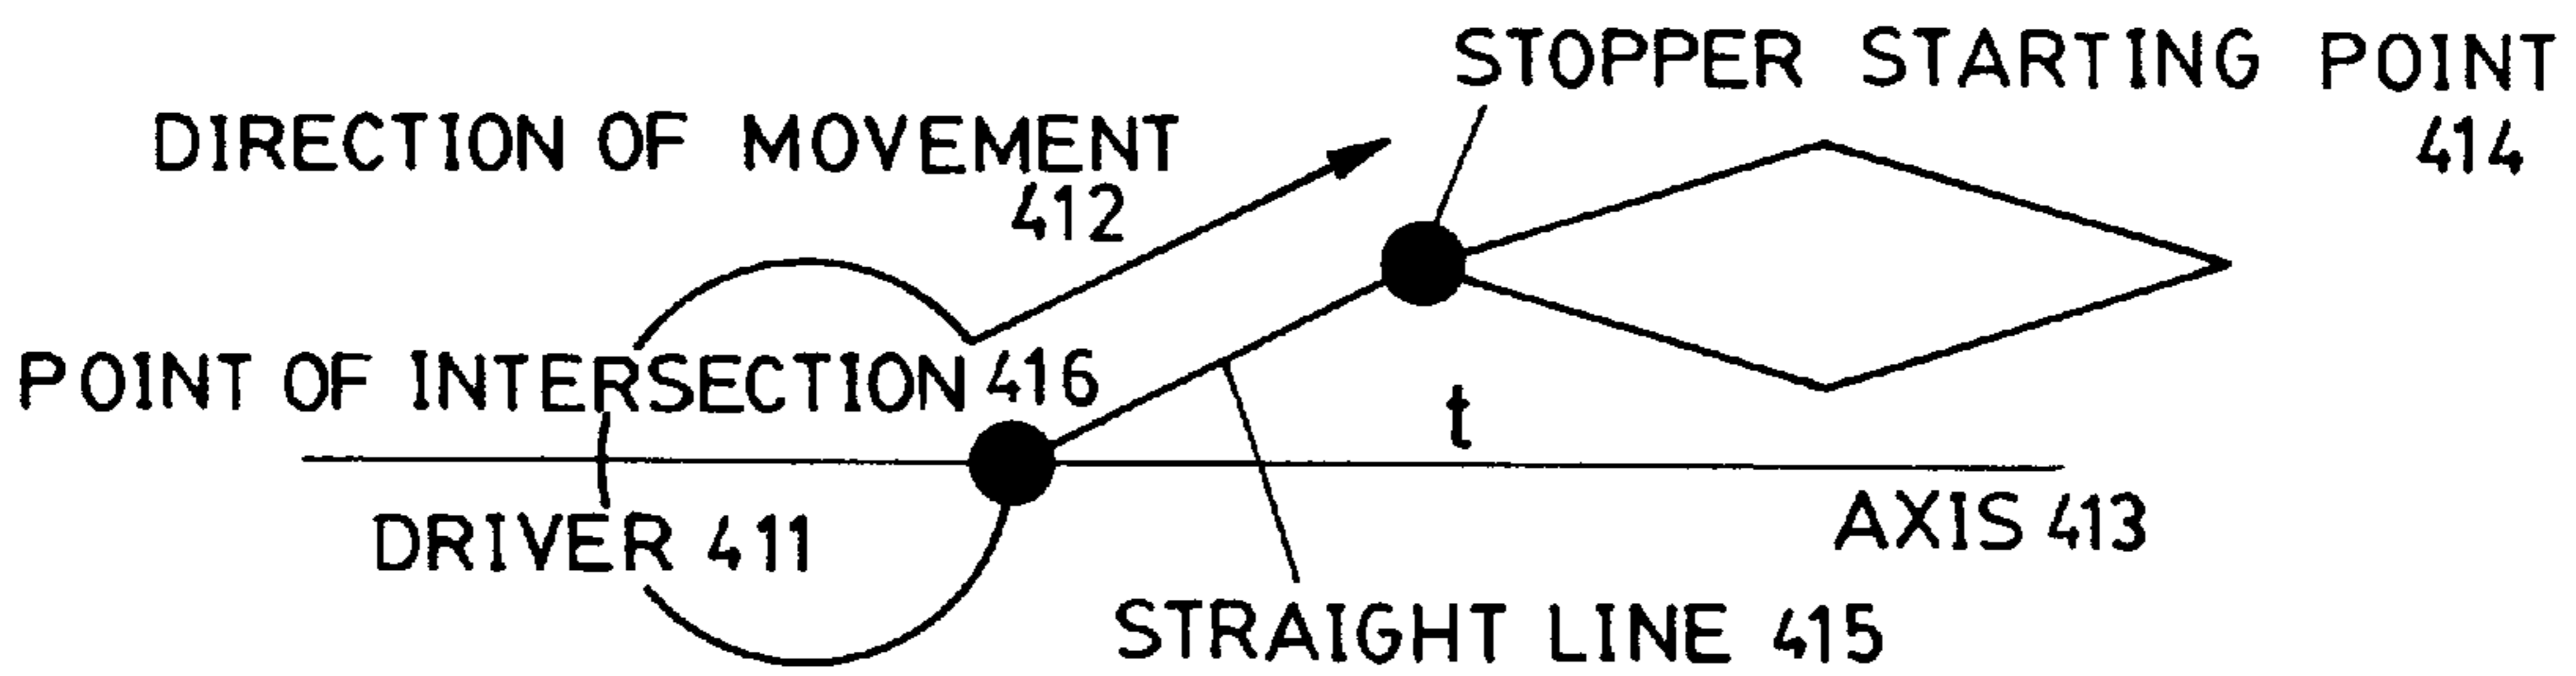 STOPPER STARTING POINT
414
DIRECTION OF MOVEMENT
412
POINT OF INTERSECTION 416
t
AXIS 413
DRIVER 411
STRAIGHT LINE 415